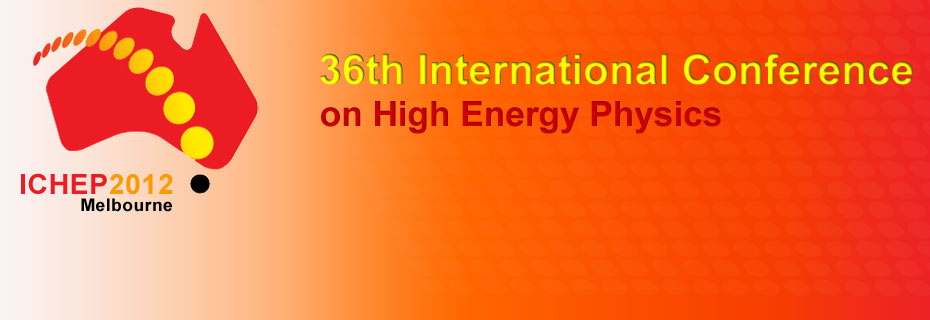 36th International Conference
on High Energy Physics
ICHEP2012
Melbourne